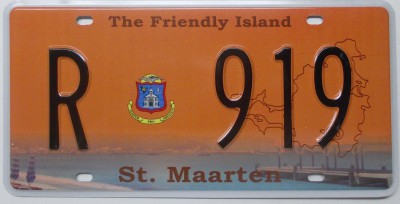 The Friendly Island
R 919
St. Maarten